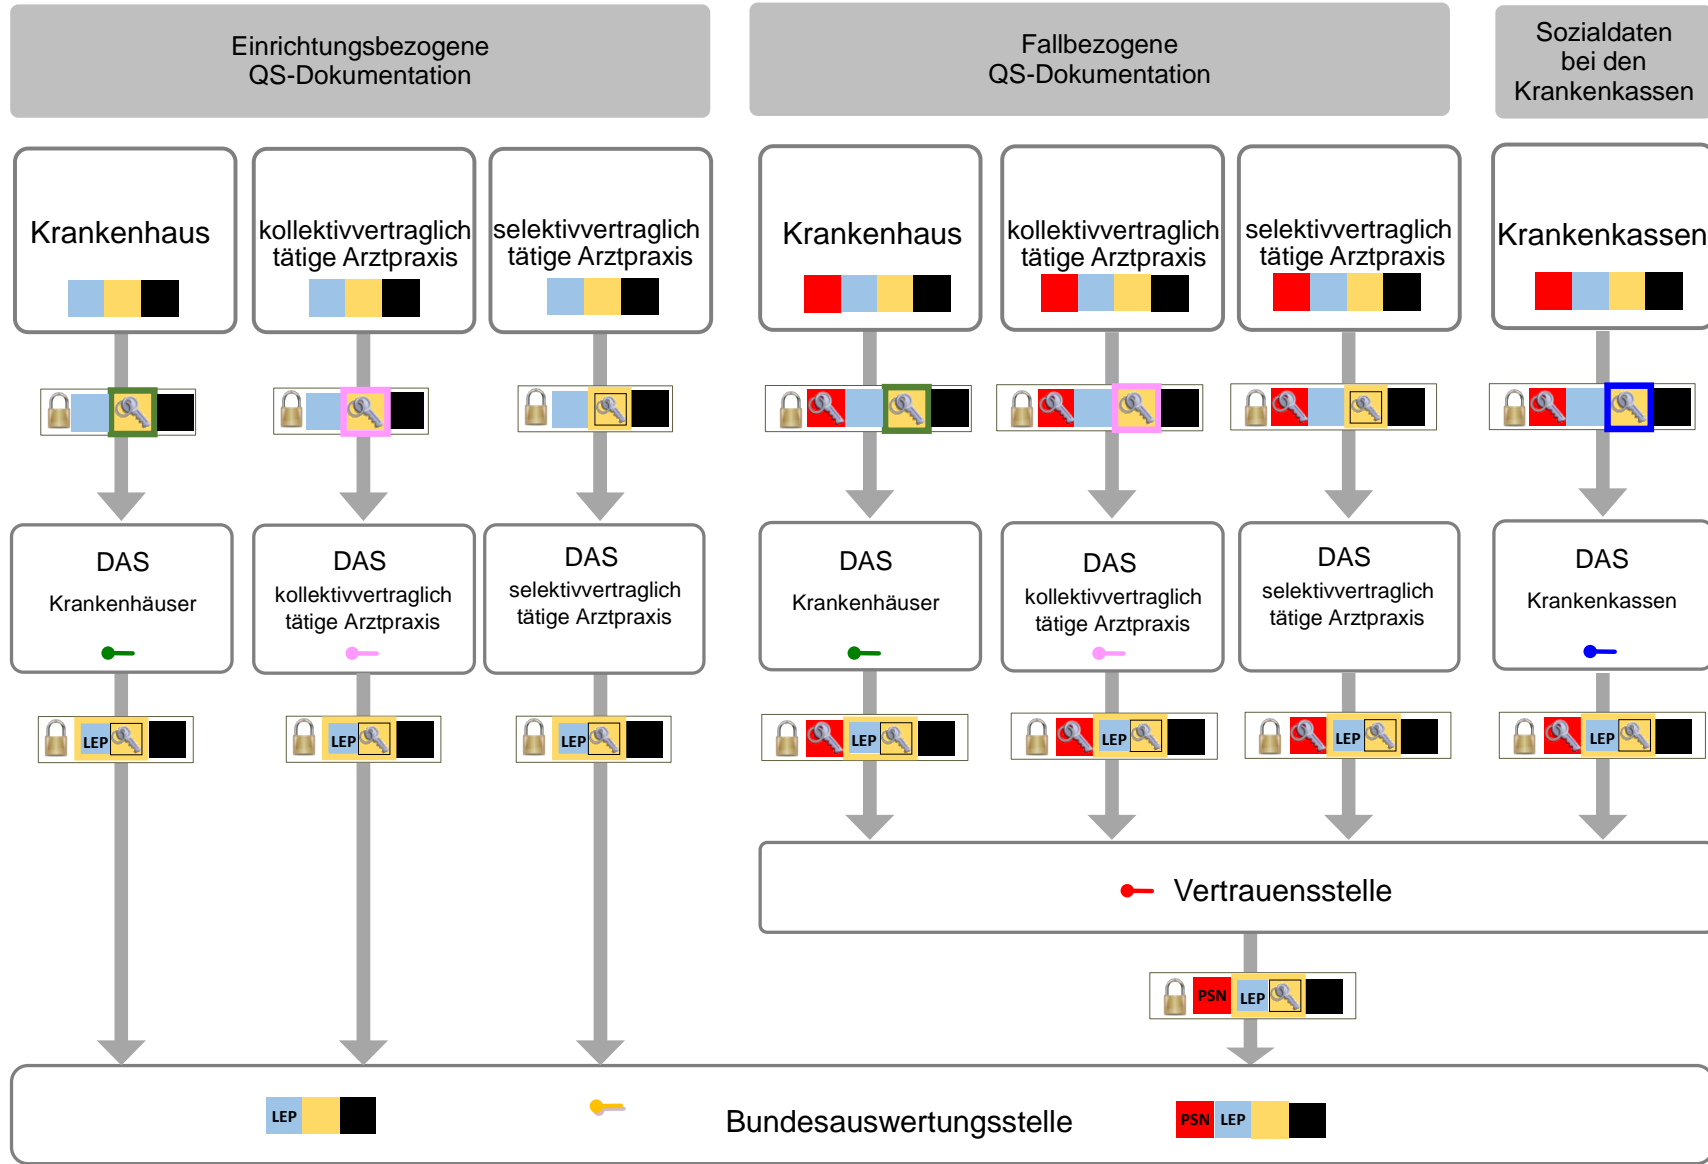 Einrichtungsbezogene
QS-Dokumentation
Fallbezogene
QS-Dokumentation
Sozialdaten
bei den
Krankenkassen
Krankenhaus
kollektivvertraglich
tätige Arztpraxis
selektivvertraglich
tätige Arztpraxis
Krankenhaus
kollektivvertraglich
tätige Arztpraxis
selektivvertraglich
tätige Arztpraxis
Krankenkassen
DAS
Krankenhäuser
DAS
kollektivvertraglich
tätige Arztpraxis
DAS
selektivvertraglich
tätige Arztpraxis
DAS
Krankenhäuser
DAS
kollektivvertraglich
tätige Arztpraxis
DAS
selektivvertraglich
tätige Arztpraxis
DAS
Krankenkassen
LEP
LEP
LEP
LEP
LEP
LEP
LEP
Vertrauensstelle
PSN LEP
LEP
Bundesauswertungsstelle
PSN LEP